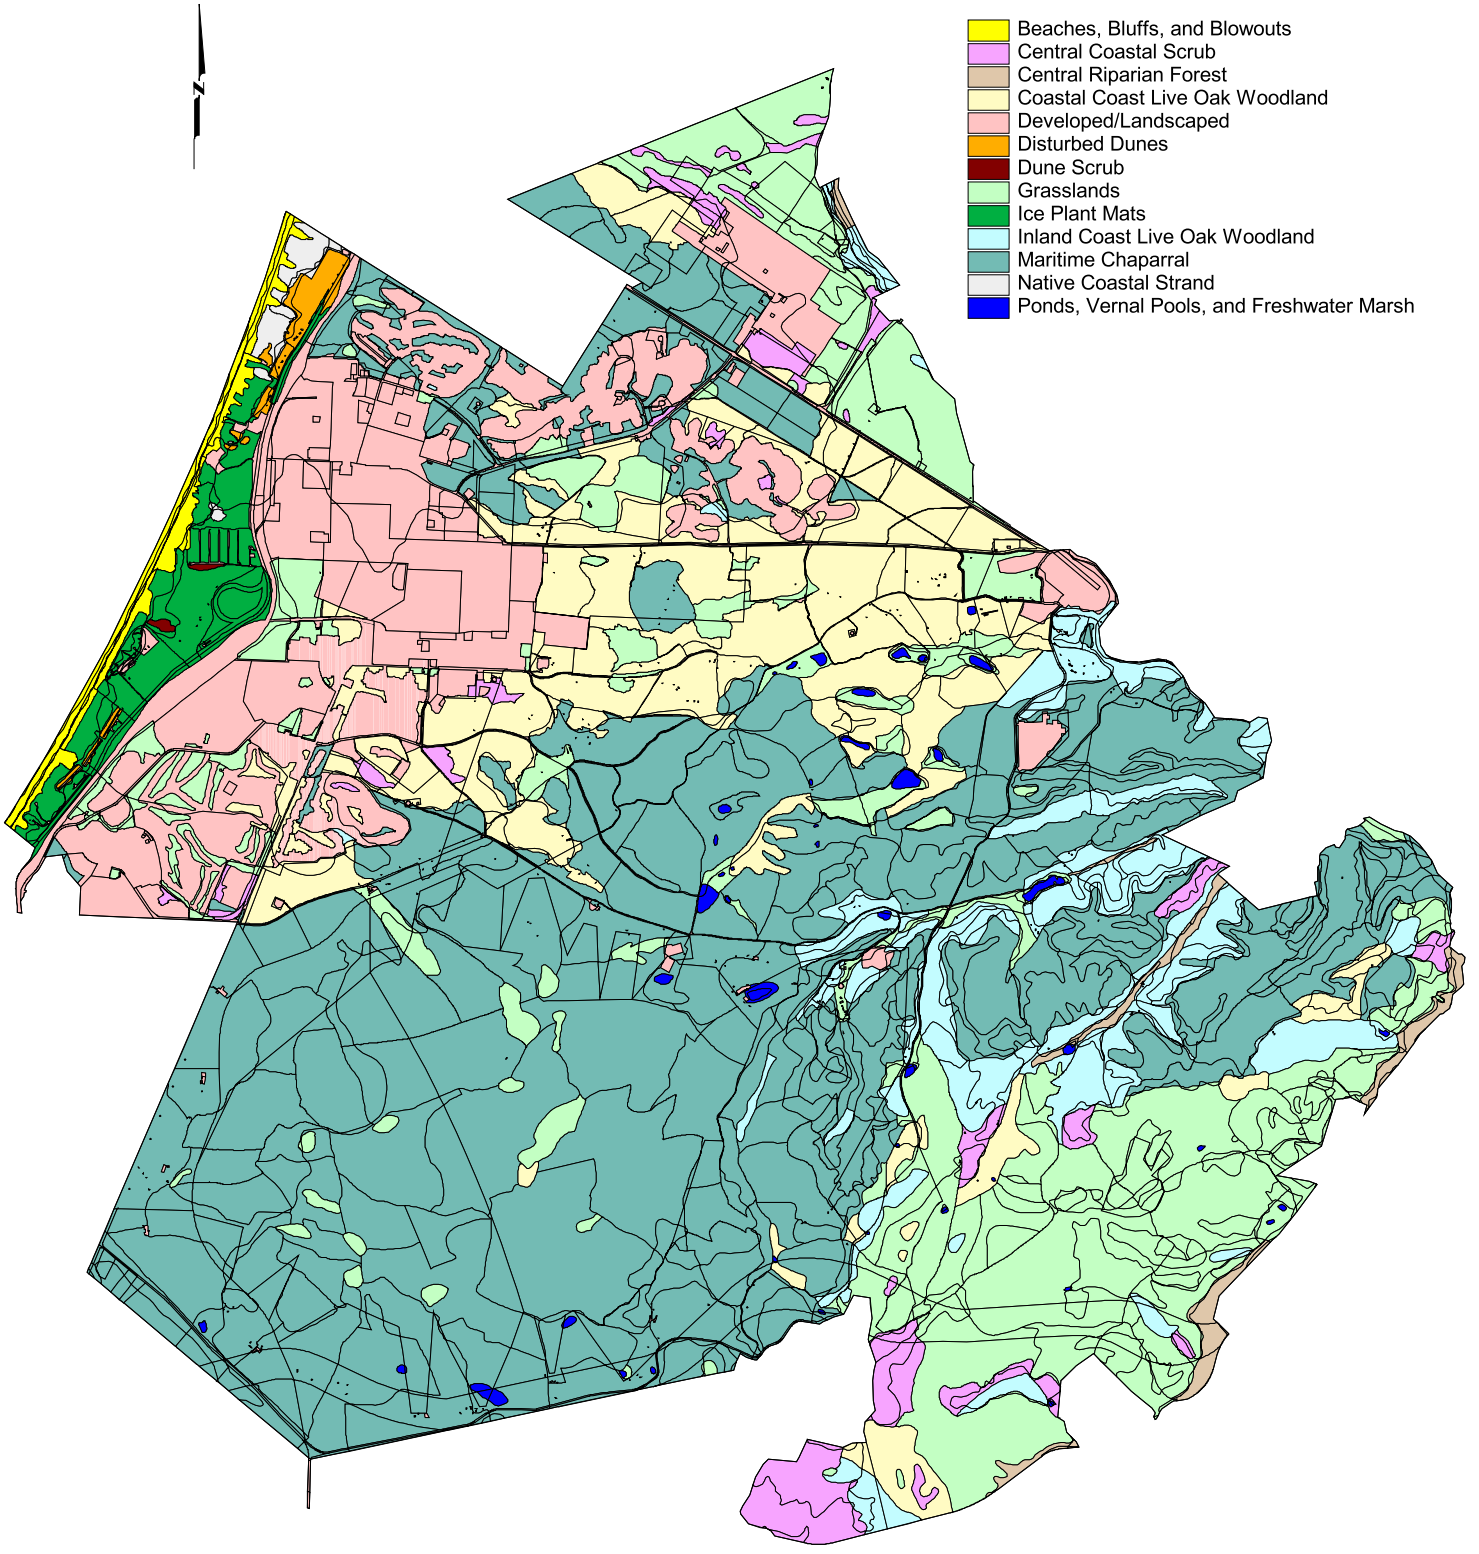 N
Beaches, Bluffs, and Blowouts
Central Coastal Scrub
Central Riparian Forest
Coastal Coast Live Oak Woodland
Developed/Landscaped
Disturbed Dunes
Dune Scrub
Grasslands
Ice Plant Mats
Inland Coast Live Oak Woodland
Maritime Chaparral
Native Coastal Strand
Ponds, Vernal Pools, and Freshwater Marsh